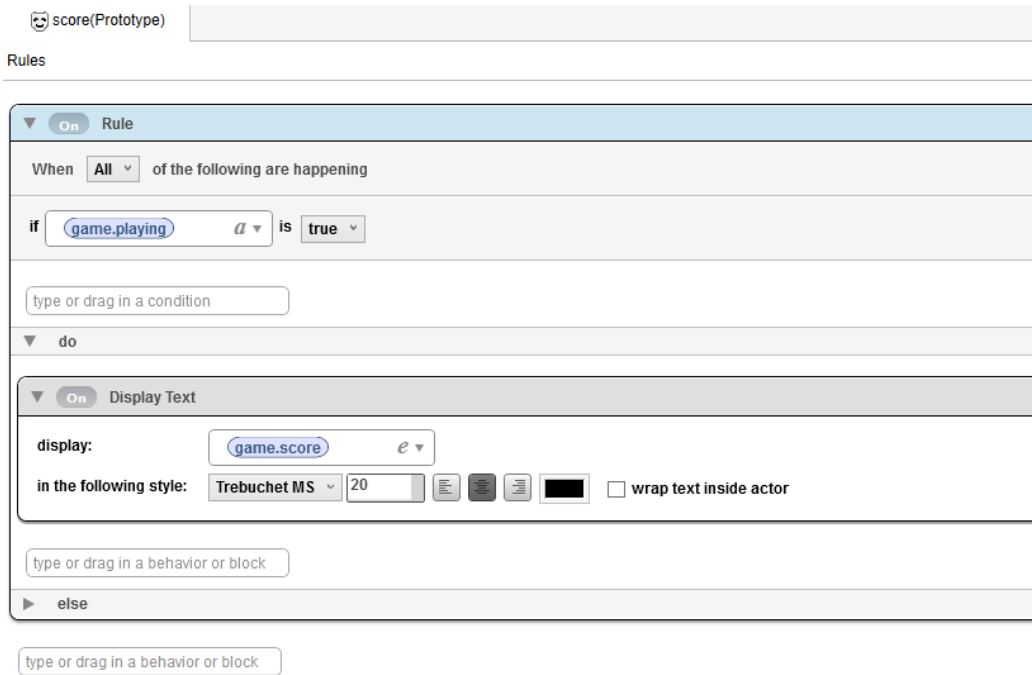 score(Prototype)
Rules
On Rule
When All of the following are happening
if game.playing a is true
type or drag in a condition
do
On Display Text
display: game.score e
in the following style: Trebuchet MS 20 wrap text inside actor
type or drag in a behavior or block
else
type or drag in a behavior or block